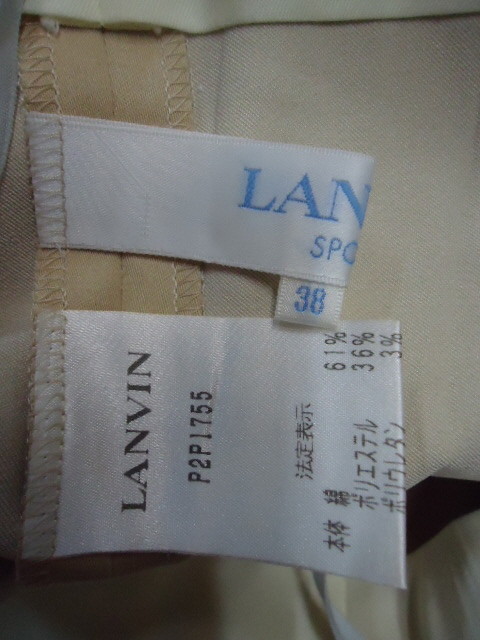 LANV
SPO
38
LANVIN
P2P1755
法定表示
本体 綿 61%
ポリエステル 36%
ポリウレタン 3%